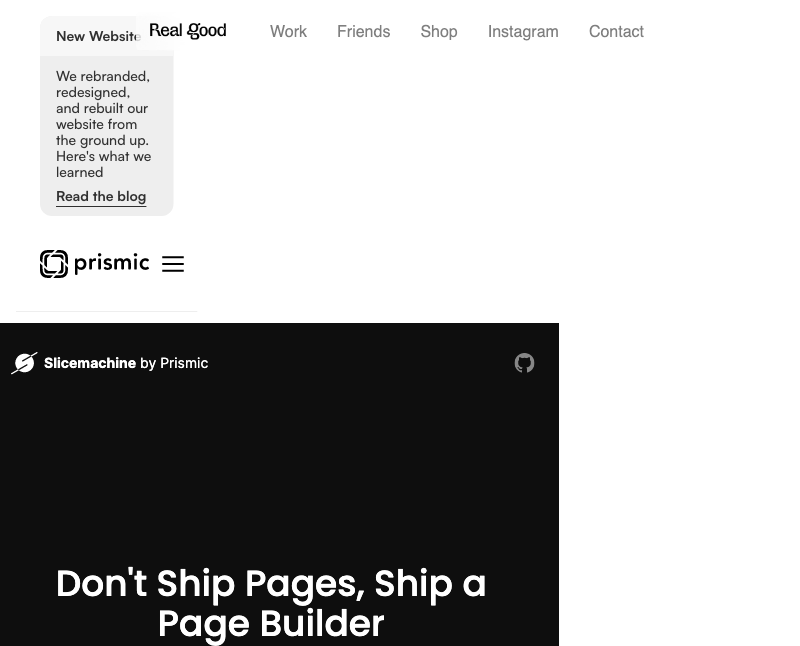 New Website
Real good
Work
Friends
Shop
Instagram
Contact
We rebranded,
redesigned,
and rebuilt our
website from
the ground up.
Here's what we
learned
Read the blog
prismic
Slicemachine by Prismic
Don't Ship Pages, Ship a
Page Builder